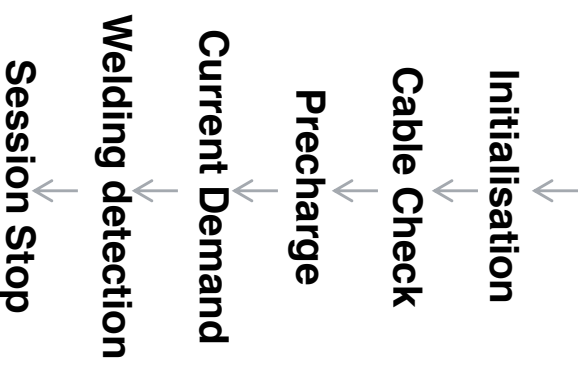 Initialisation
Cable Check
Precharge
Current Demand
Welding detection
Session Stop